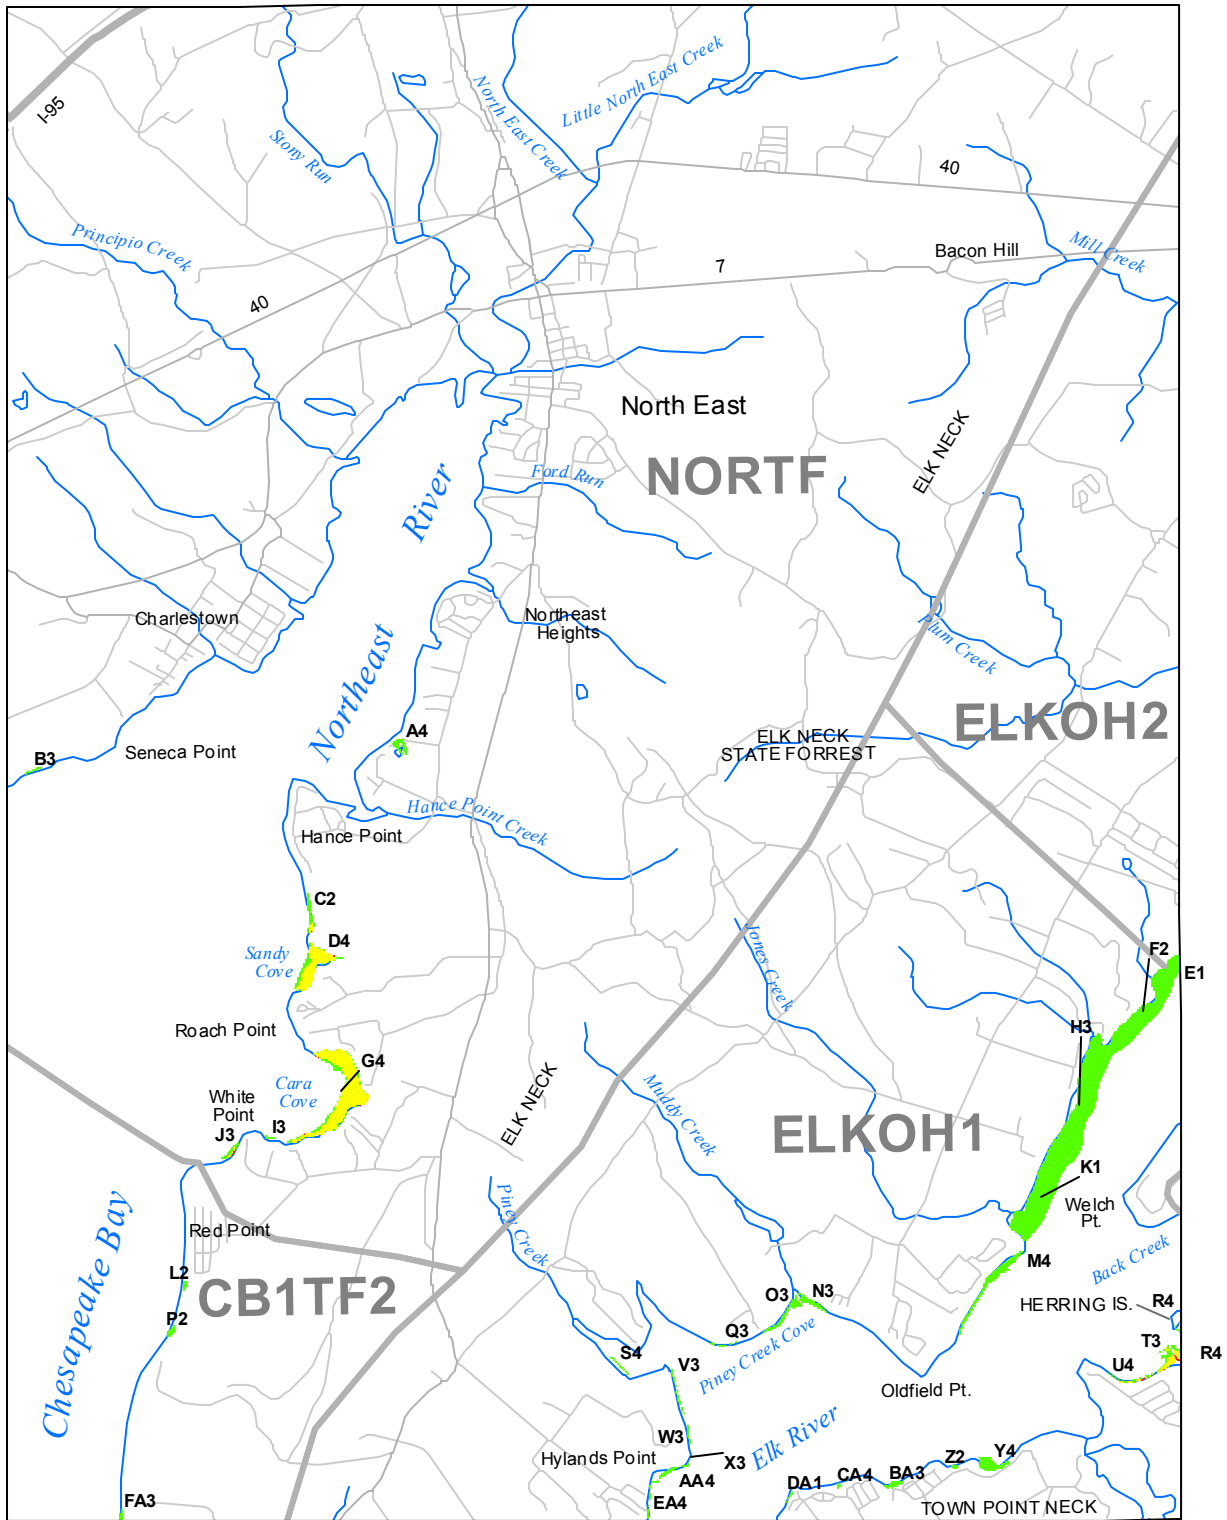 I-95
Stony Run
North East Creek
Little North East Creek
40
Principio Creek
Bacon Hill
Mill Creek
7
40
North East
NORTF
ELK NECK
Ford Run
Northeast River
Charlestown
Northeast
Heights
Plum Creek
ELKOH2
A4
ELK NECK
STATE FORREST
B3
Seneca Point
Hance Point Creek
Hance Point
C2
Jones Creek
D4
Sandy
Cove
F2
E1
Roach Point
H3
G4
Cara
Cove
White
Point
ELK NECK
Muddy Creek
ELKOH1
I3
J3
K1
Welch
Pt.
Piney Creek
Chesapeake Bay
Red Point
Back Creek
L2
CB1TF2
M4
O3
N3
HERRING IS.
R4
P2
Q3
Piney Creek Cove
T3
R4
S4
V3
U4
Oldfield Pt.
W3
Elk River
Hylands Point
X3
Z2
Y4
AA4
DA1
CA4
BA3
EA4
FA3
TOWN POINT NECK